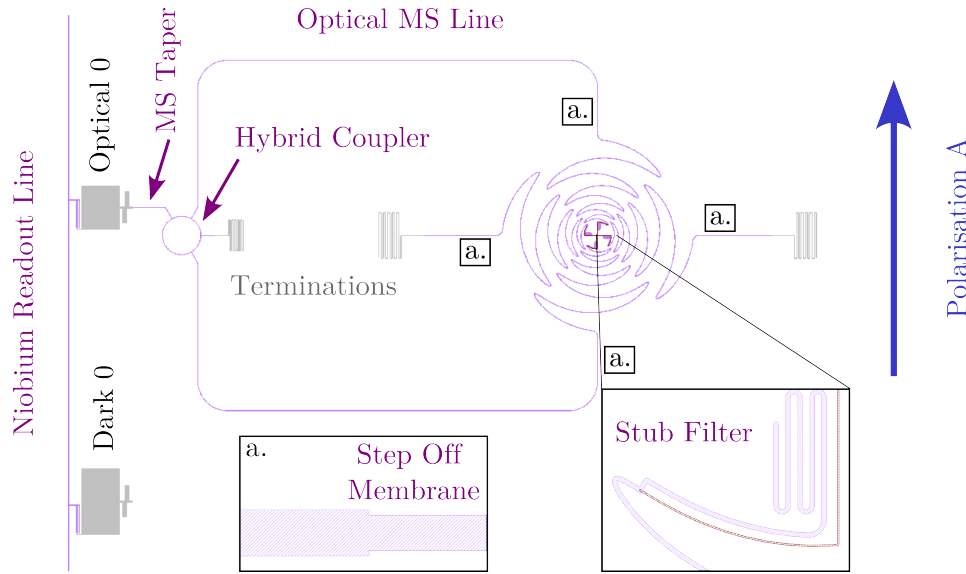 Optical MS Line
MS Taper
Optical 0
Hybrid Coupler
a.
a.
a.
Terminations
Niobium Readout Line
Polarisation A
a.
Dark 0
a.
Step Off
Membrane
Stub Filter